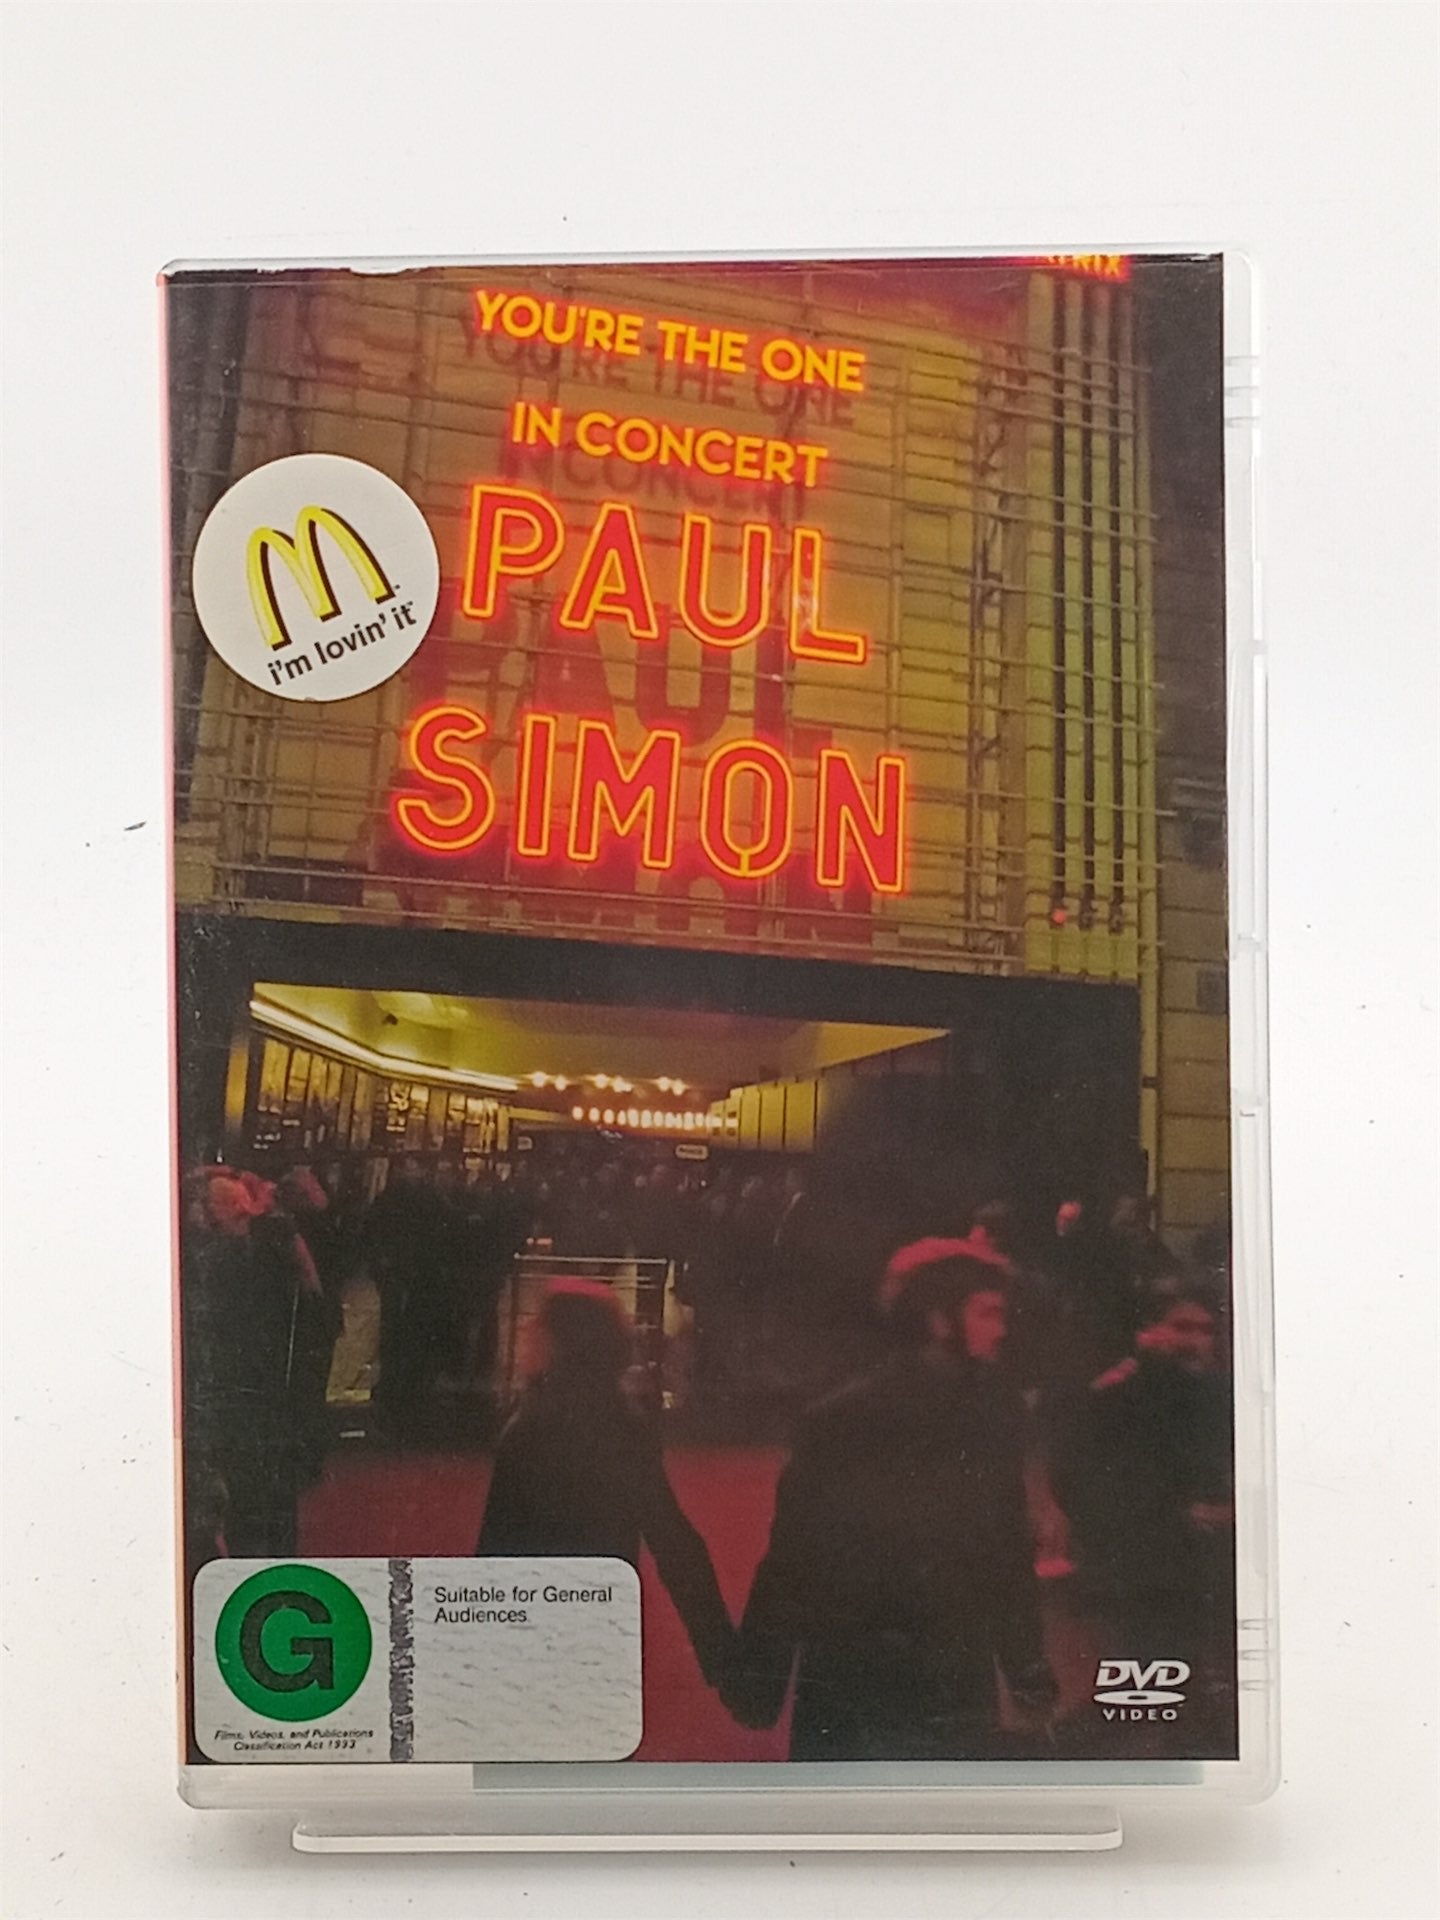 YOU'RE THE ONE
IN CONCERT
PAUL
SIMON
i'm lovin' it
G
Suitable for General
Audiences
Films, Videos, and Publications
Classification Act 1993
DVD
VIDEO